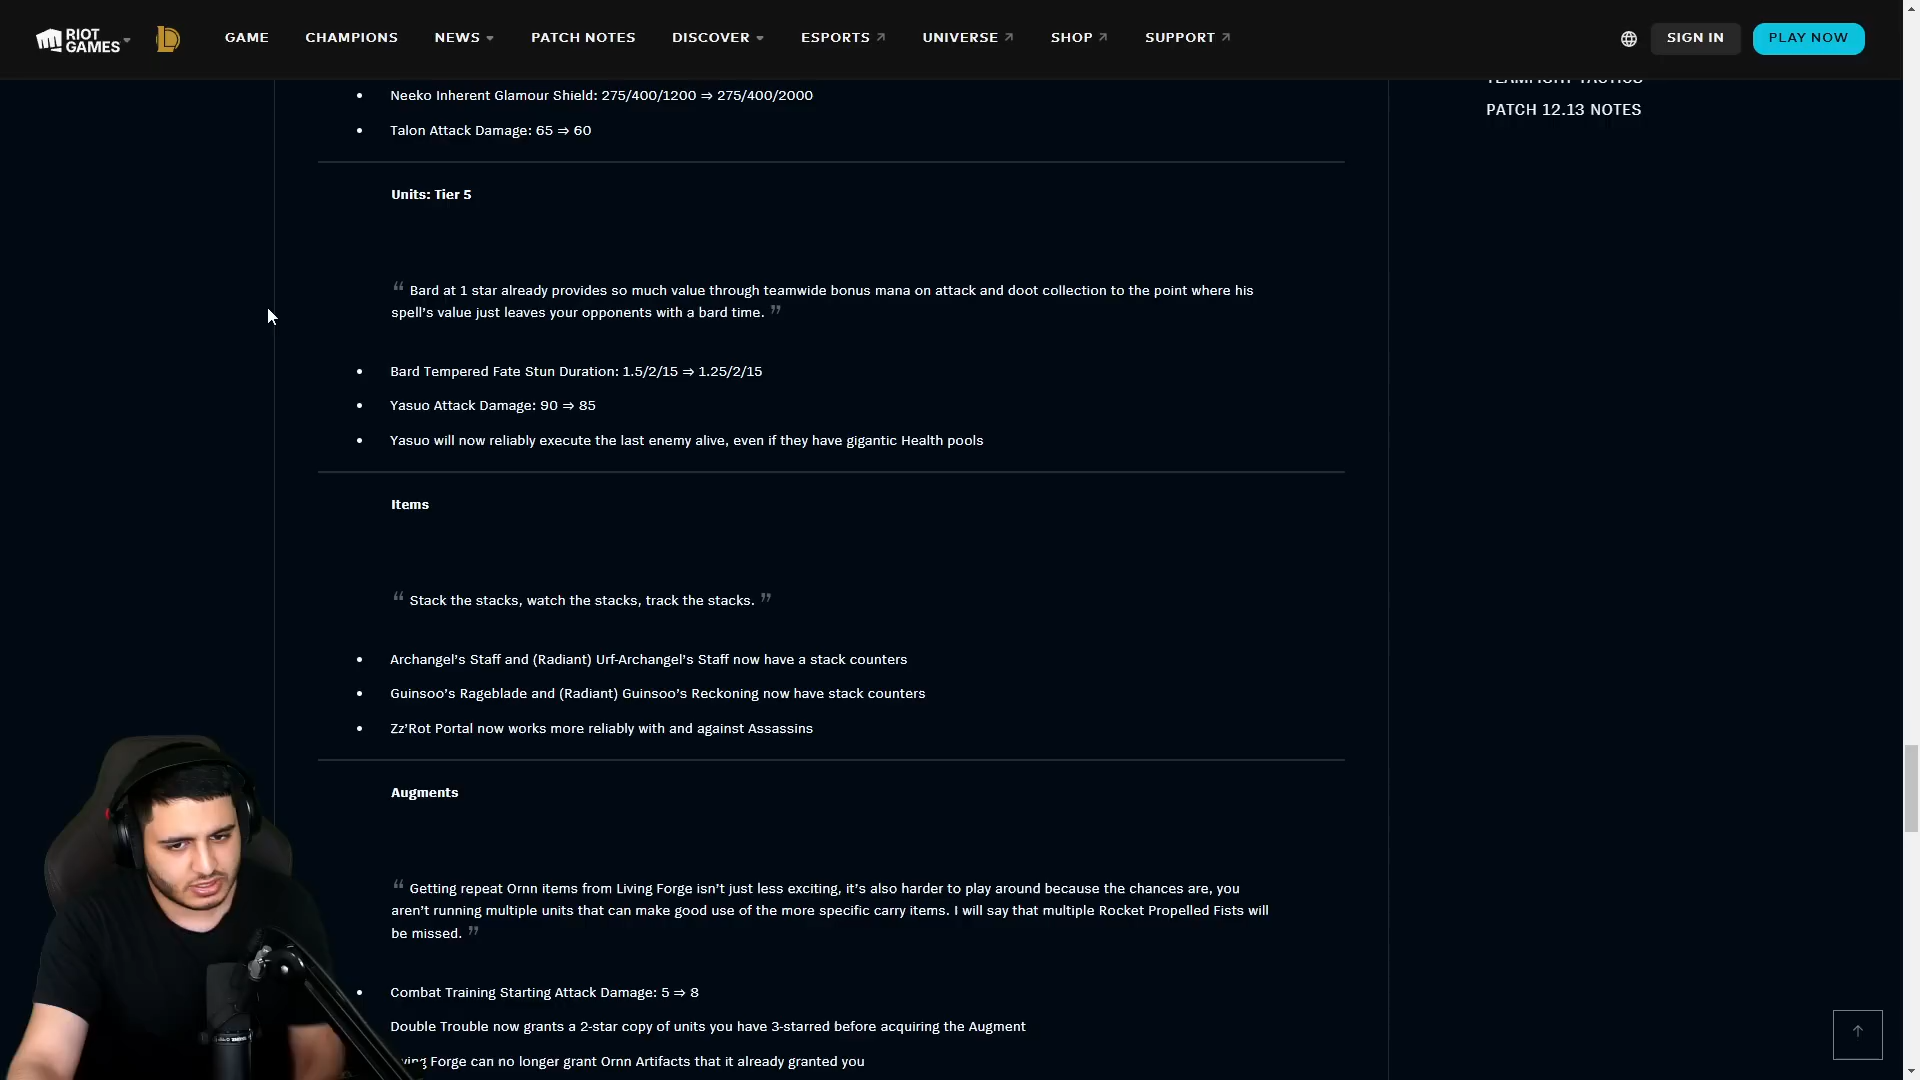 RIOT GAMES
GAME
CHAMPIONS
NEWS
PATCH NOTES
DISCOVER
ESPORTS
UNIVERSE
SHOP
SUPPORT
SIGN IN
PLAY NOW
TEAMFIGHT TACTICS
PATCH 12.13 NOTES
• Neeko Inherent Glamour Shield: 275/400/1200 ⇒ 275/400/2000
• Talon Attack Damage: 65 ⇒ 60
Units: Tier 5
“ Bard at 1 star already provides so much value through teamwide bonus mana on attack and doot collection to the point where his
spell’s value just leaves your opponents with a bard time. ”
• Bard Tempered Fate Stun Duration: 1.5/2/15 ⇒ 1.25/2/15
• Yasuo Attack Damage: 90 ⇒ 85
• Yasuo will now reliably execute the last enemy alive, even if they have gigantic Health pools
Items
“ Stack the stacks, watch the stacks, track the stacks. ”
• Archangel’s Staff and (Radiant) Urf-Archangel’s Staff now have a stack counters
• Guinsoo’s Rageblade and (Radiant) Guinsoo’s Reckoning now have stack counters
• Zz’Rot Portal now works more reliably with and against Assassins
Augments
“ Getting repeat Ornn items from Living Forge isn’t just less exciting, it’s also harder to play around because the chances are, you
aren’t running multiple units that can make good use of the more specific carry items. I will say that multiple Rocket Propelled Fists will
be missed. ”
• Combat Training Starting Attack Damage: 5 ⇒ 8
Double Trouble now grants a 2-star copy of units you have 3-starred before acquiring the Augment
Forge can no longer grant Ornn Artifacts that it already granted you